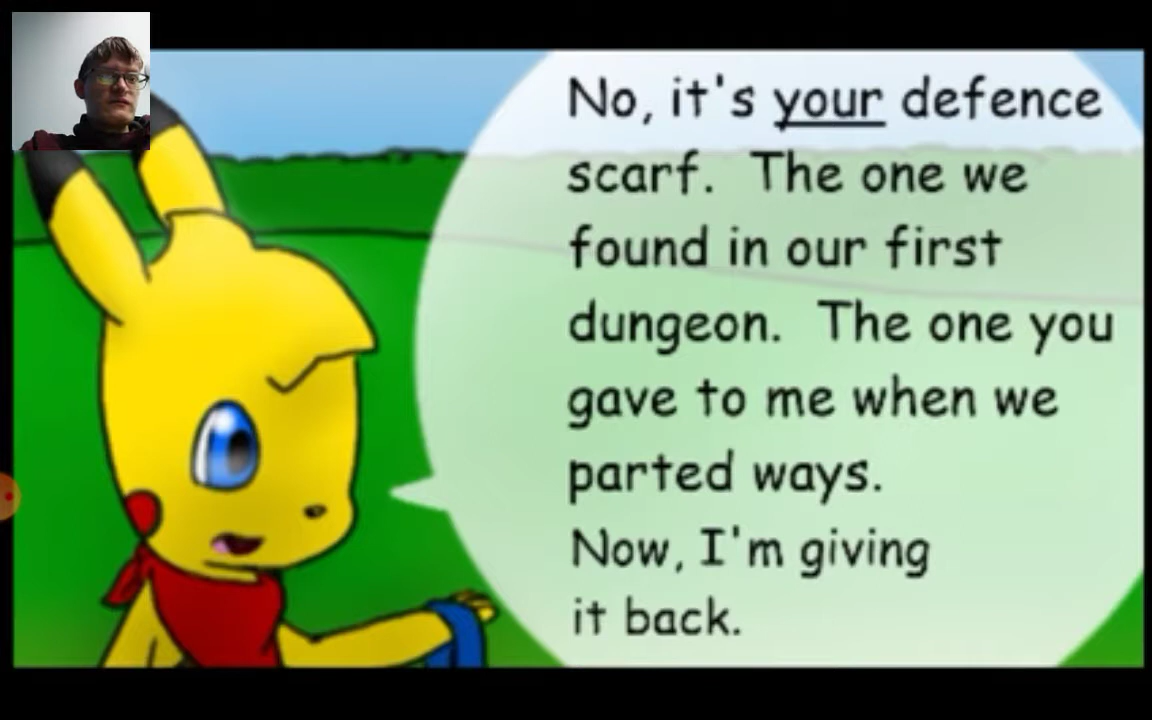 No, it's your defence
scarf. The one we
found in our first
dungeon. The one you
gave to me when we
parted ways.
Now, I'm giving
it back.